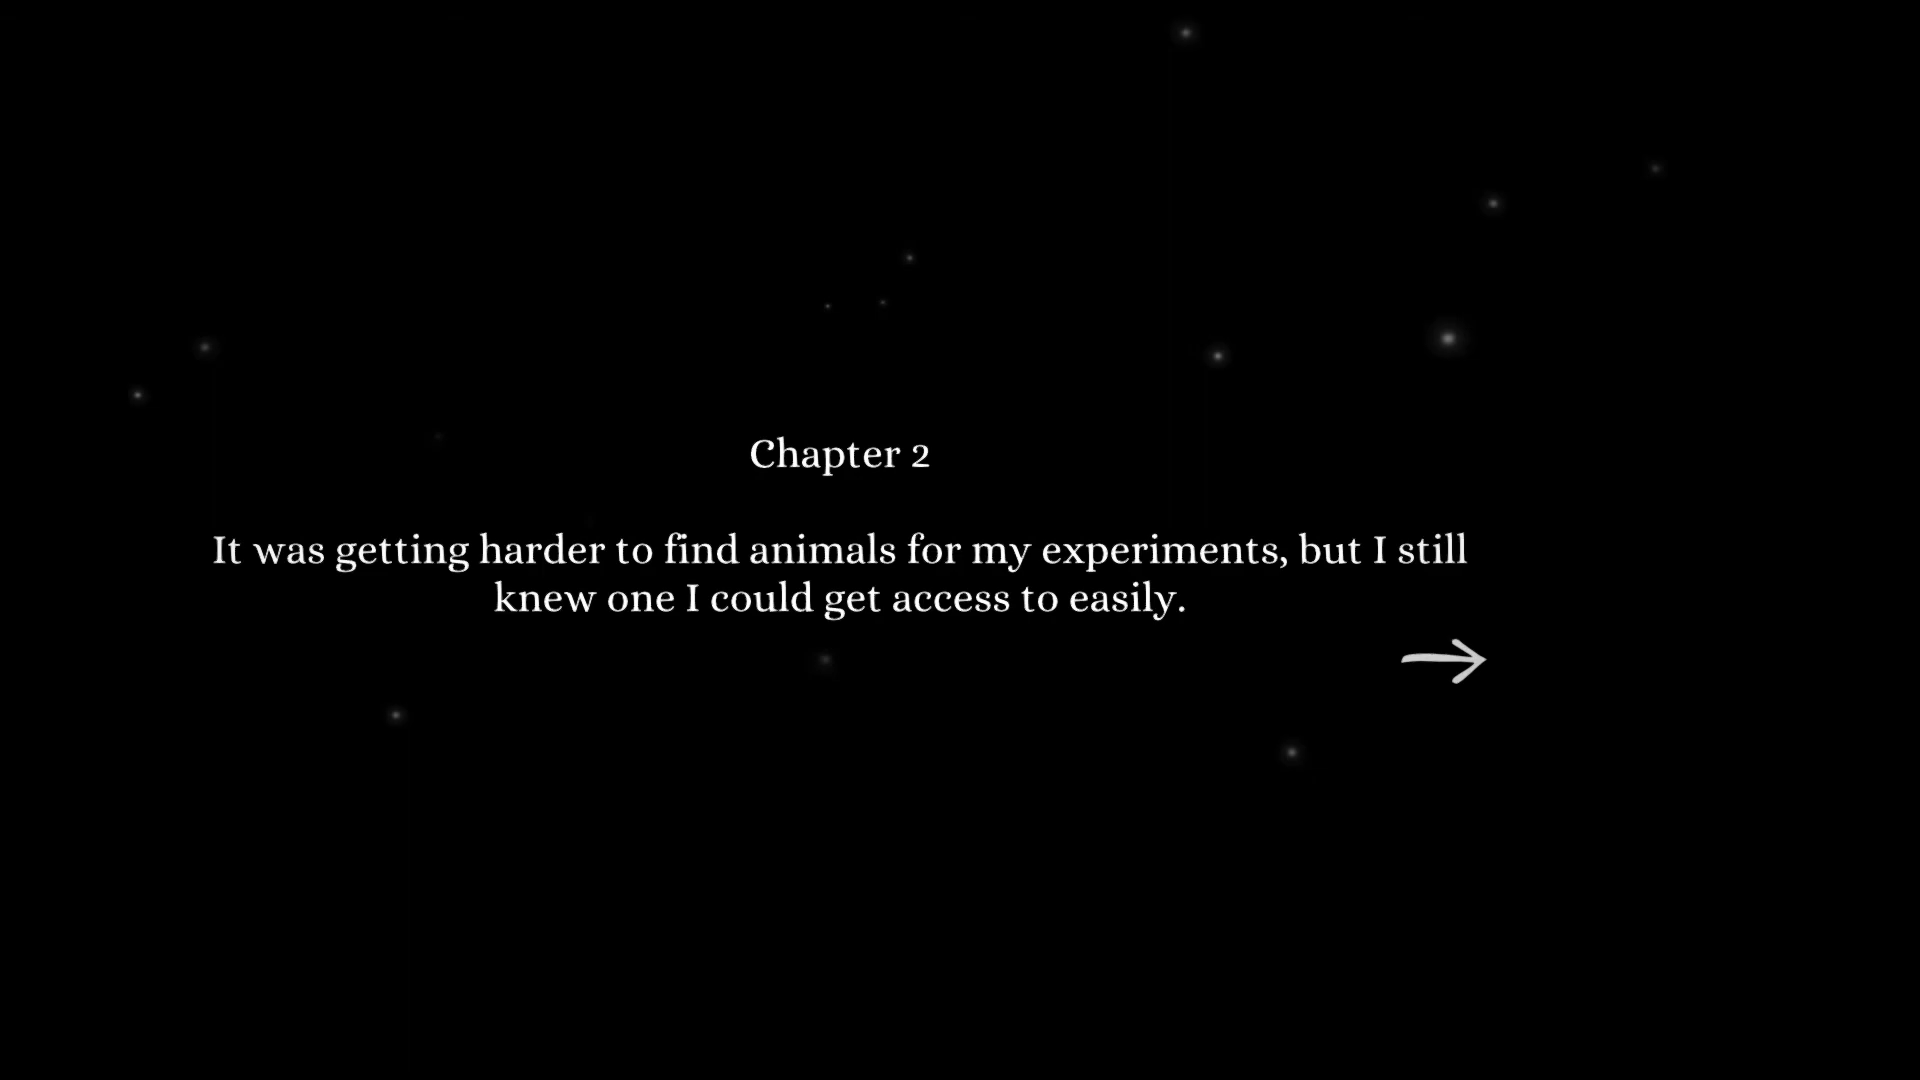 Chapter 2
It was getting harder to find animals for my experiments, but I still
knew one I could get access to easily.